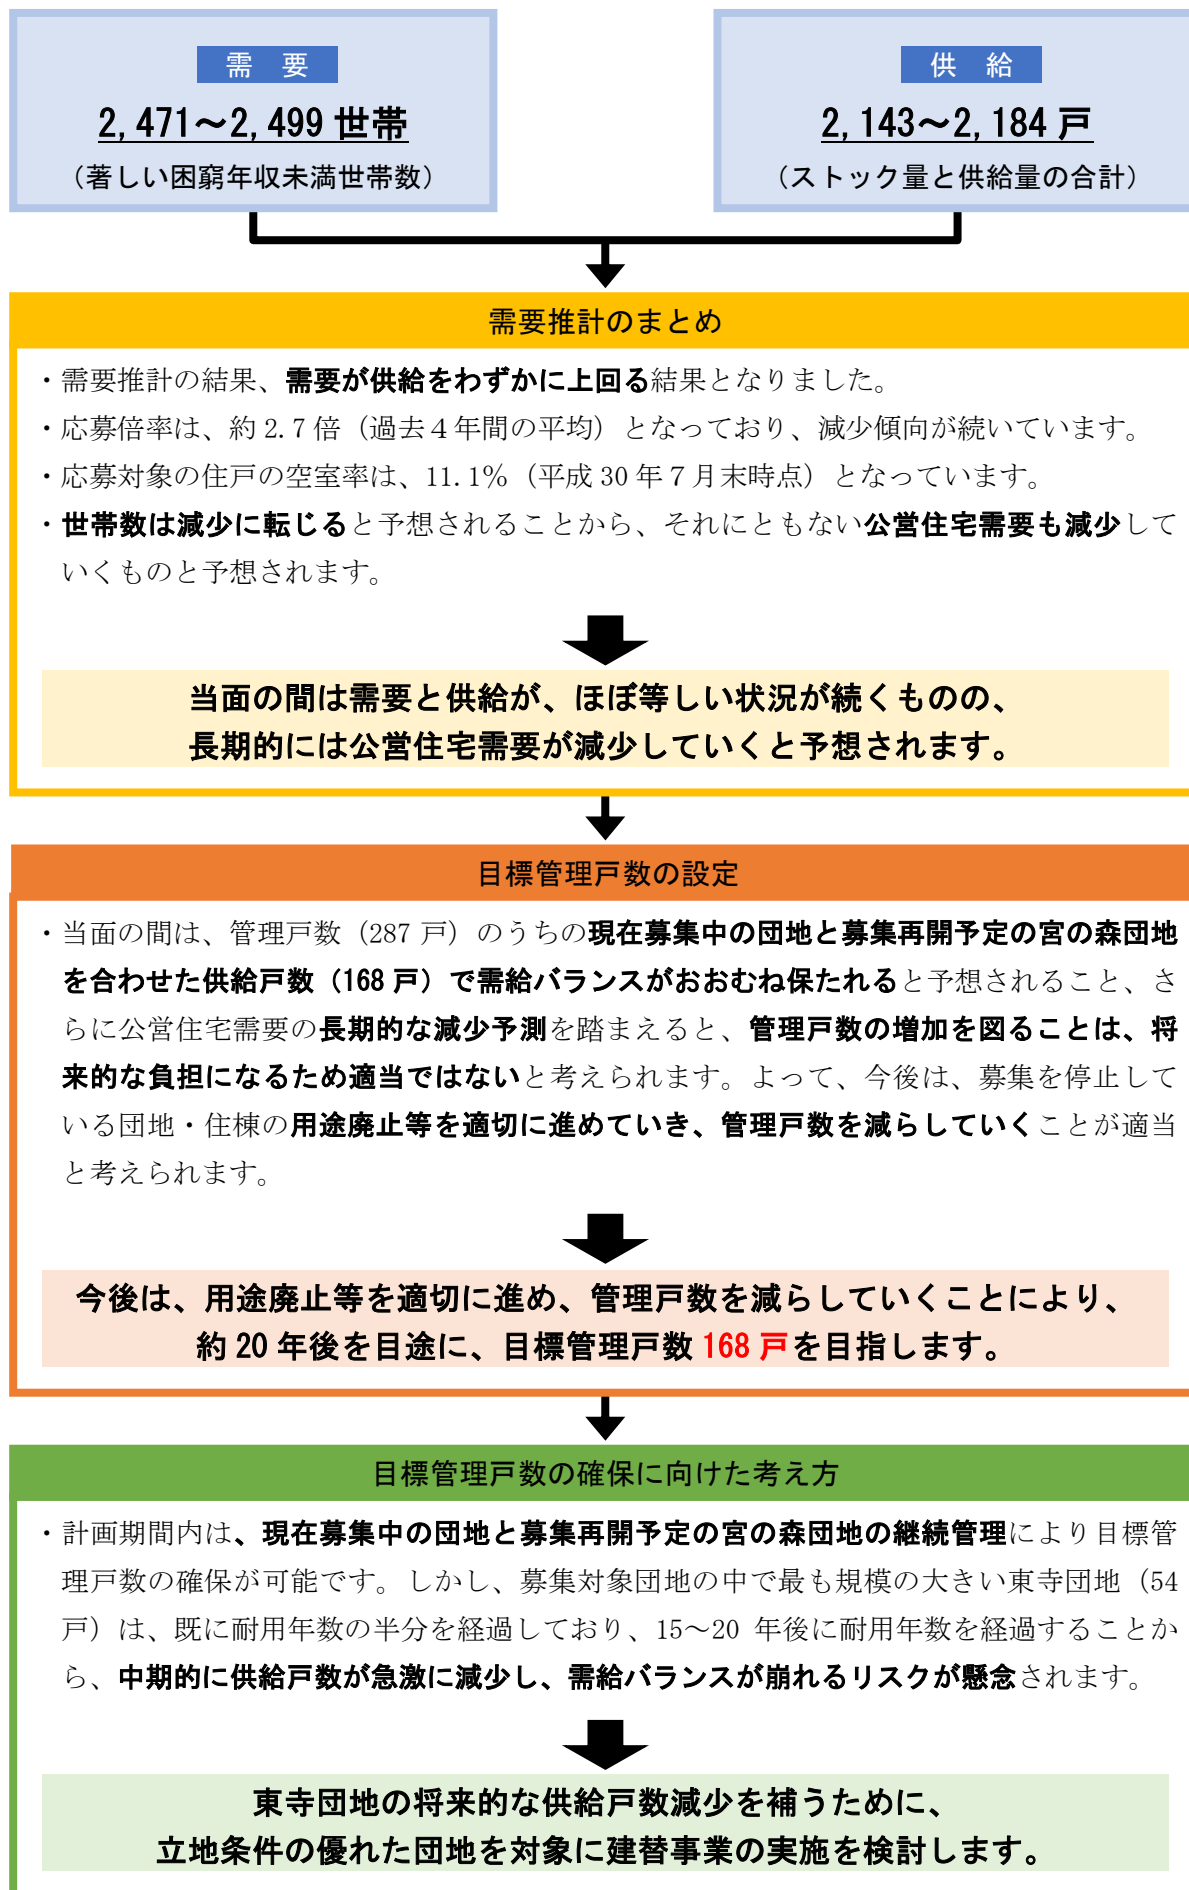 需　要
2,471～2,499 世帯
（著しい困窮年収未満世帯数）
供　給
2,143～2,184 戸
（ストック量と供給量の合計）
需要推計のまとめ
・需要推計の結果、需要が供給をわずかに上回る結果となりました。
・応募倍率は、約 2.7 倍（過去４年間の平均）となっており、減少傾向が続いています。
・応募対象の住戸の空室率は、11.1％（平成 30 年７月末時点）となっています。
・世帯数は減少に転じると予想されることから、それにともない公営住宅需要も減少して
いくものと予想されます。
当面の間は需要と供給が、ほぼ等しい状況が続くものの、
長期的には公営住宅需要が減少していくと予想されます。
目標管理戸数の設定
・当面の間は、管理戸数（287 戸）のうちの現在募集中の団地と募集再開予定の宮の森団地
を合わせた供給戸数（168 戸）で需給バランスがおおむね保たれると予想されること、さ
らに公営住宅需要の長期的な減少予測を踏まえると、管理戸数の増加を図ることは、将
来的な負担になるため適当ではないと考えられます。よって、今後は、募集を停止して
いる団地・住棟の用途廃止等を適切に進めていき、管理戸数を減らしていくことが適当
と考えられます。
今後は、用途廃止等を適切に進め、管理戸数を減らしていくことにより、
約 20 年後を目途に、目標管理戸数 168 戸を目指します。
目標管理戸数の確保に向けた考え方
・計画期間内は、現在募集中の団地と募集再開予定の宮の森団地の継続管理により目標管
理戸数の確保が可能です。しかし、募集対象団地の中で最も規模の大きい東寺団地（54
戸）は、既に耐用年数の半分を経過しており、15～20 年後に耐用年数を経過することか
ら、中期的に供給戸数が急激に減少し、需給バランスが崩れるリスクが懸念されます。
東寺団地の将来的な供給戸数減少を補うために、
立地条件の優れた団地を対象に建替事業の実施を検討します。